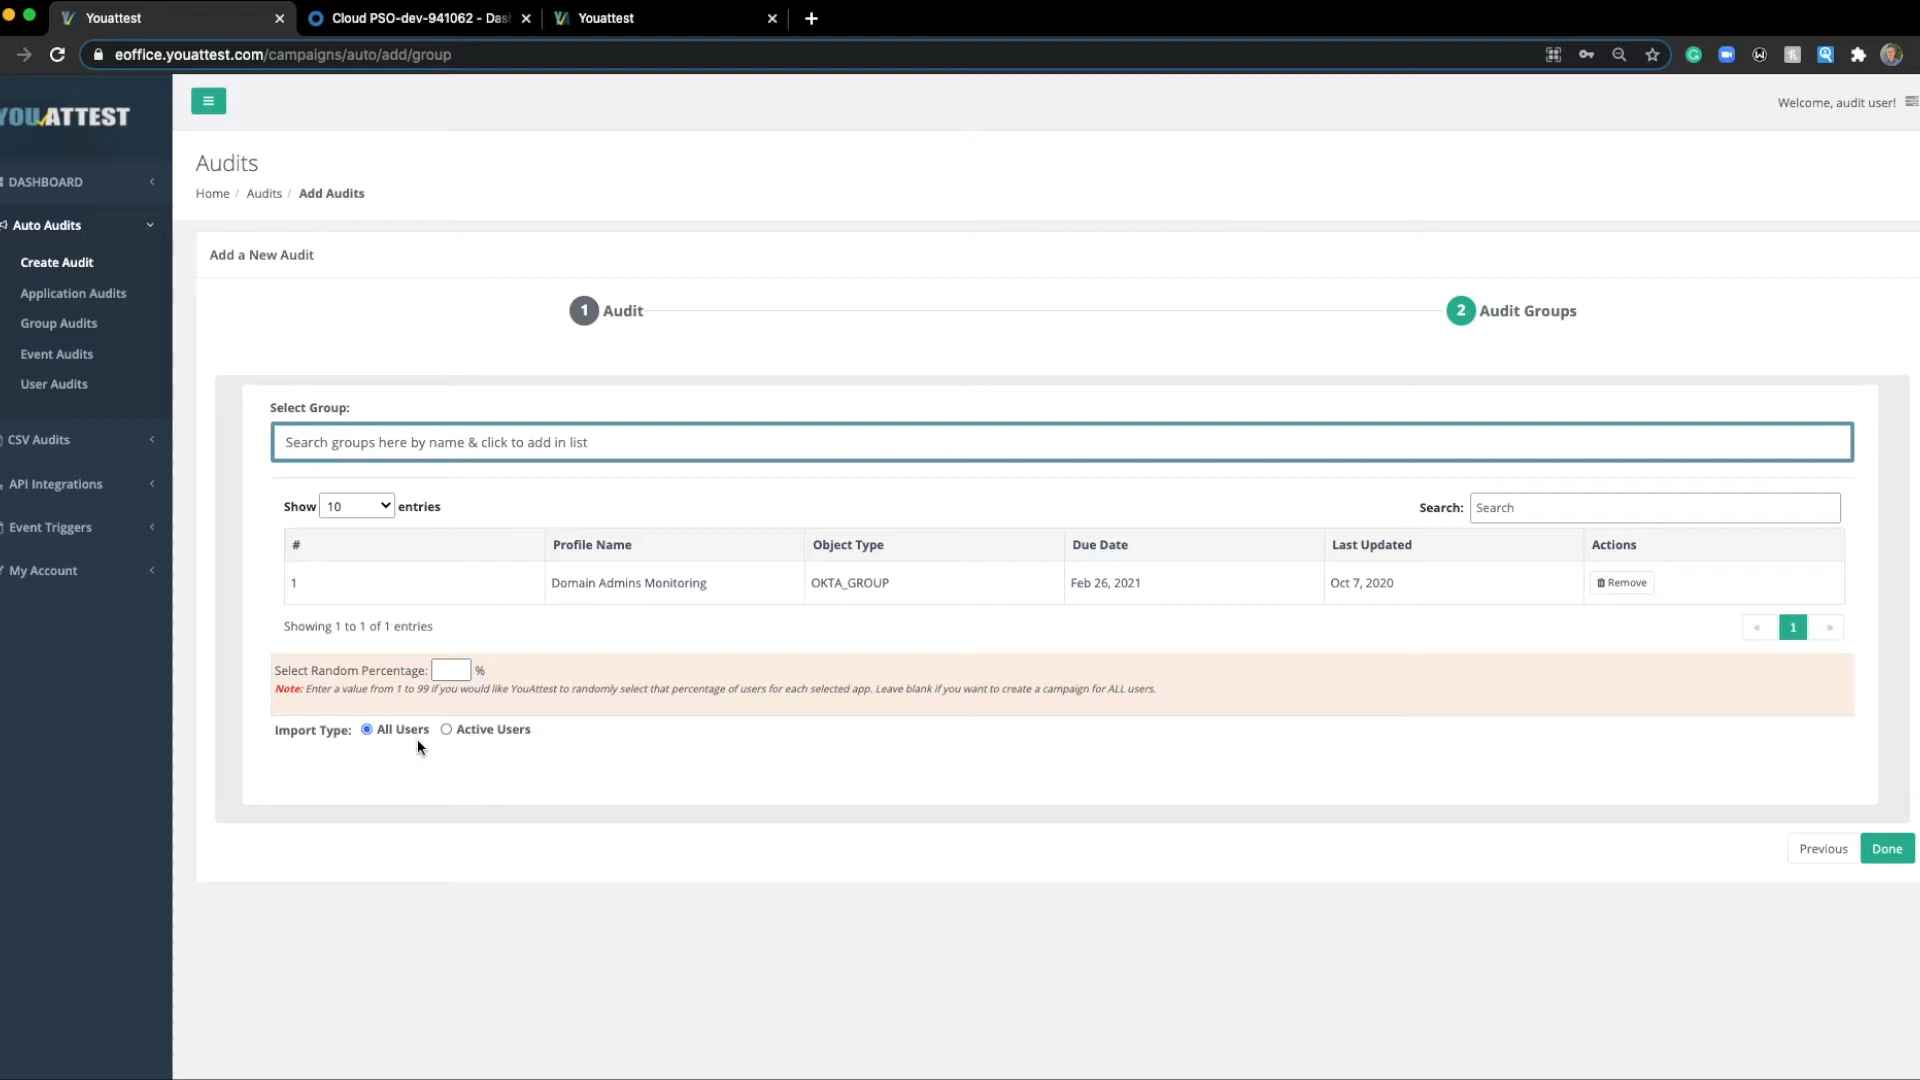 Youattest
Cloud PSO-dev-941062 - Das
Youattest
eoffice.youattest.com/campaigns/auto/add/group
YOUATTEST
Welcome, audit user!
DASHBOARD
Auto Audits
Create Audit
Application Audits
Group Audits
Event Audits
User Audits
CSV Audits
API Integrations
Event Triggers
My Account
Audits
Home / Audits / Add Audits
Add a New Audit
1 Audit
2 Audit Groups
Select Group:
Search groups here by name & click to add in list
Show 10 entries
Search: Search
# Profile Name Object Type Due Date Last Updated Actions
1 Domain Admins Monitoring OKTA_GROUP Feb 26, 2021 Oct 7, 2020 Remove
Showing 1 to 1 of 1 entries
« 1 »
Select Random Percentage: %
Note: Enter a value from 1 to 99 if you would like YouAttest to randomly select that percentage of users for each selected app. Leave blank if you want to create a campaign for ALL users.
Import Type: All Users Active Users
Previous Done